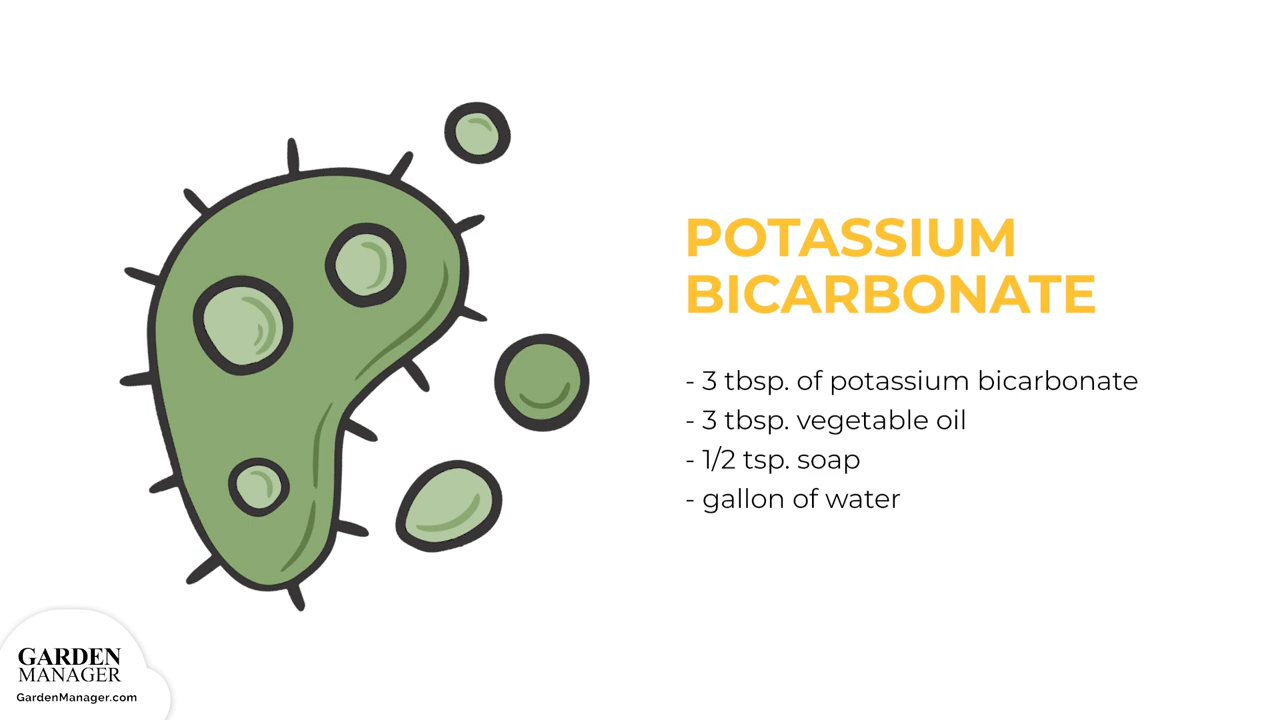 POTASSIUM
BICARBONATE
- 3 tbsp. of potassium bicarbonate
- 3 tbsp. vegetable oil
- 1/2 tsp. soap
- gallon of water
GARDEN
MANAGER
GardenManager.com